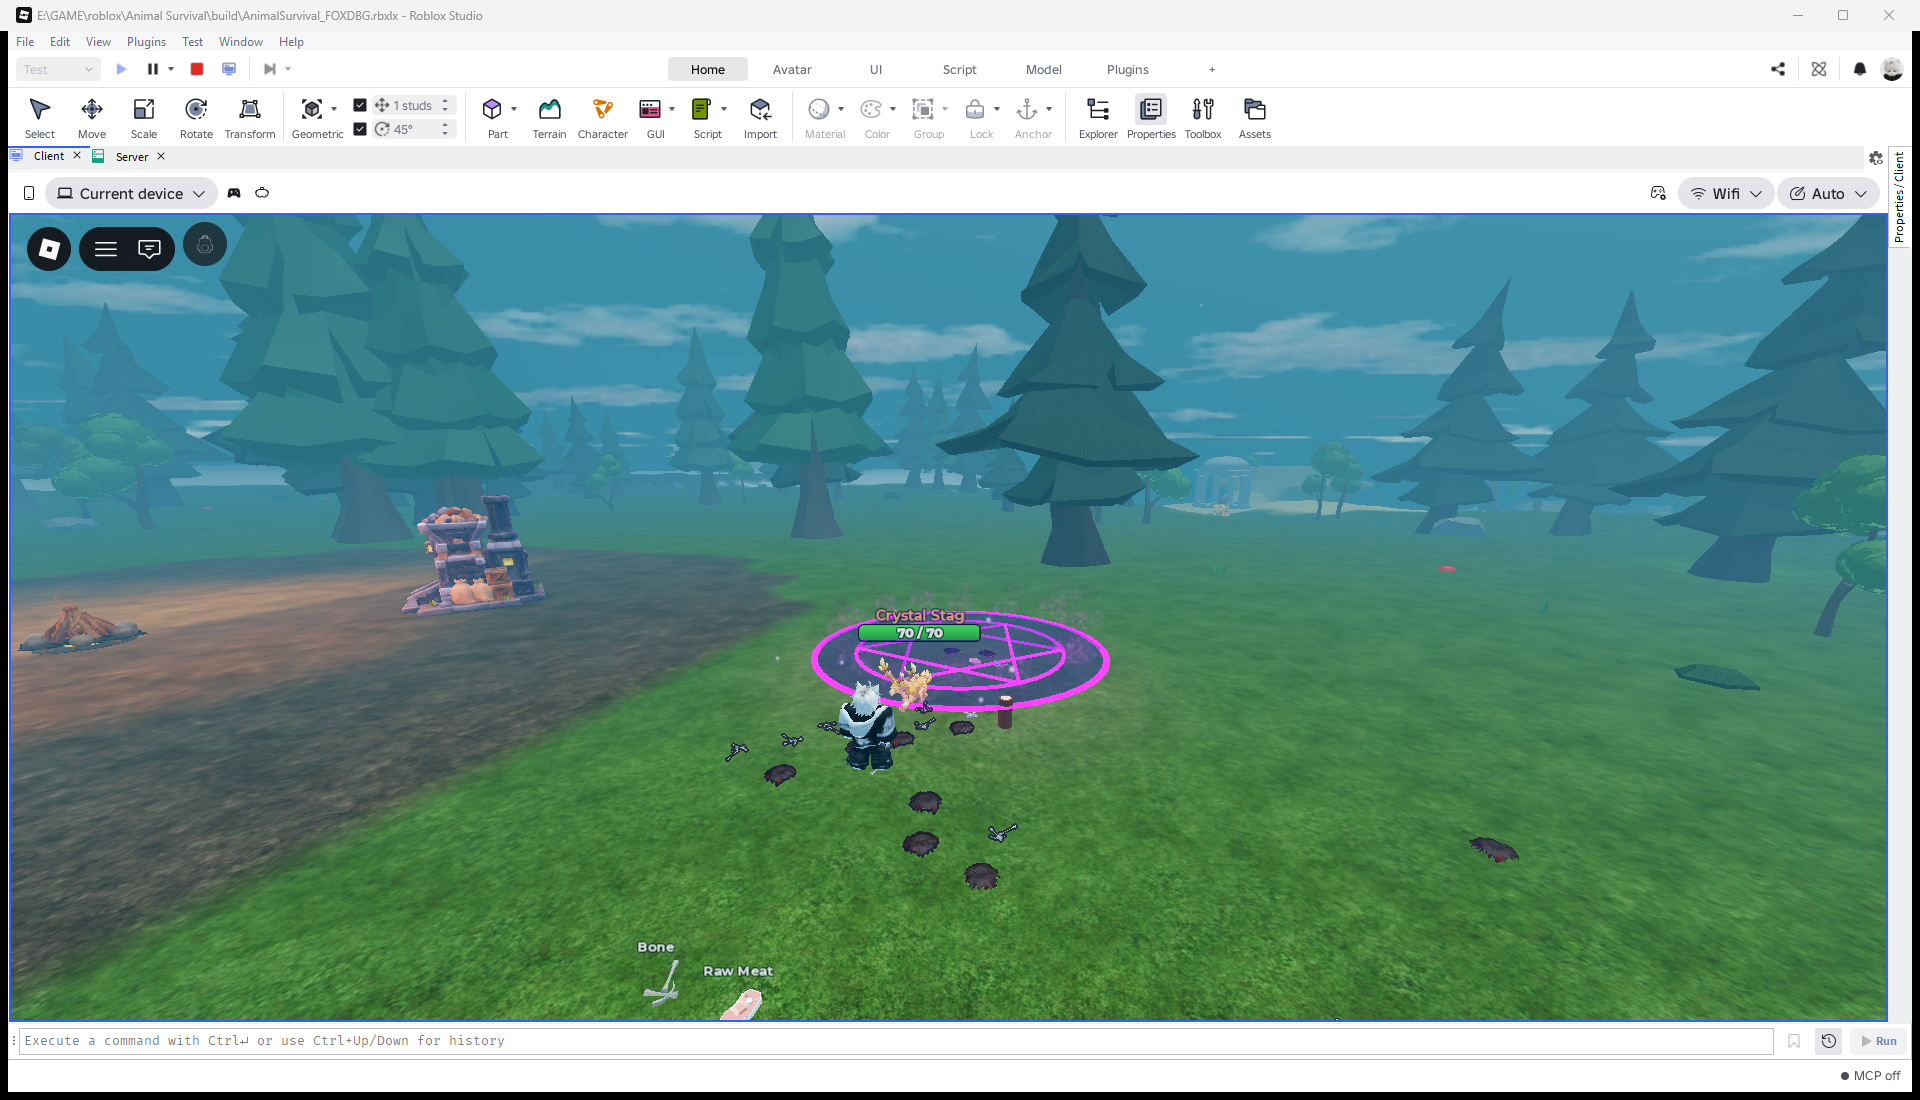 E:\GAME\roblox\Animal Survival\build\AnimalSurvival_FOXDBG.rbxlx - Roblox Studio
File Edit View Plugins Test Window Help
Test
Home Avatar UI Script Model Plugins +
1 studs
45°
Select Move Scale Rotate Transform Geometric Part Terrain Character GUI Script Import Material Color Group Lock Anchor Explorer Properties Toolbox Assets
Client Server
Properties / Client
Current device
Wifi
Auto
Crystal Stag
70 / 70
Bone
Raw Meat
Execute a command with Ctrl↵ or use Ctrl+Up/Down for history
Run
MCP off